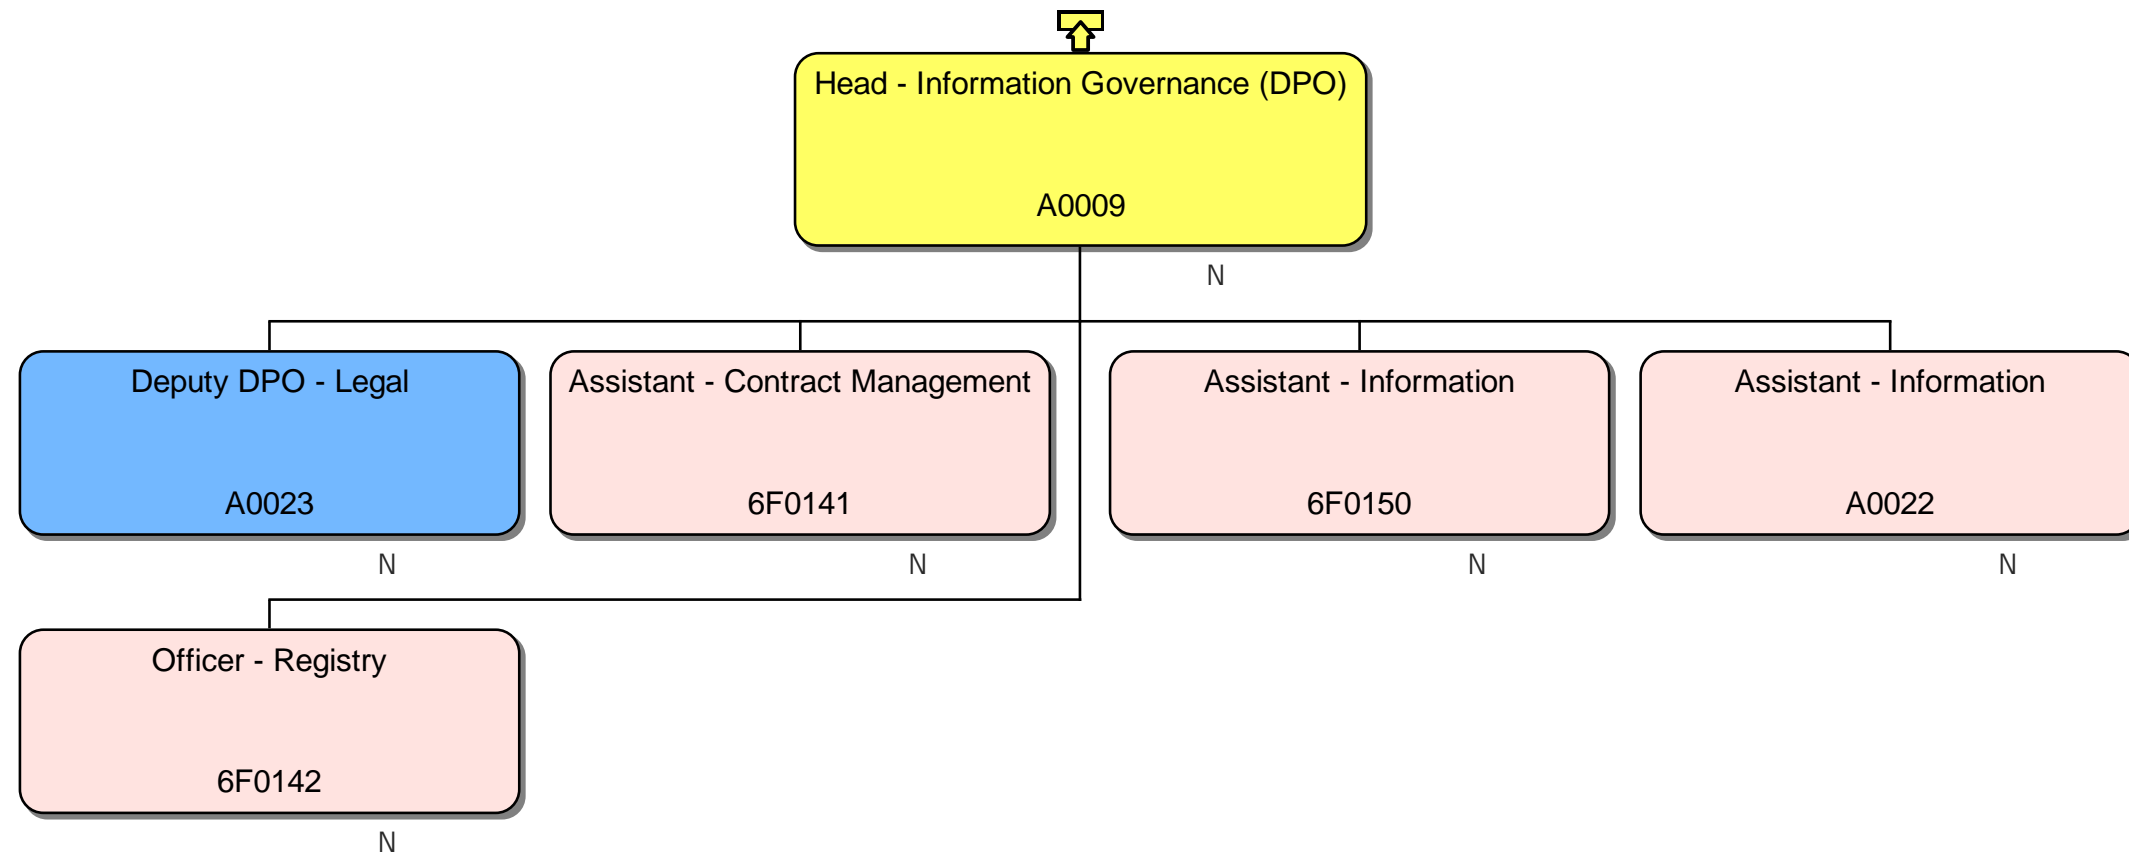 Head - Information Governance (DPO)
A0009
N
Deputy DPO - Legal
A0023
N
Assistant - Contract Management
6F0141
N
Assistant - Information
6F0150
N
Assistant - Information
A0022
N
Officer - Registry
6F0142
N